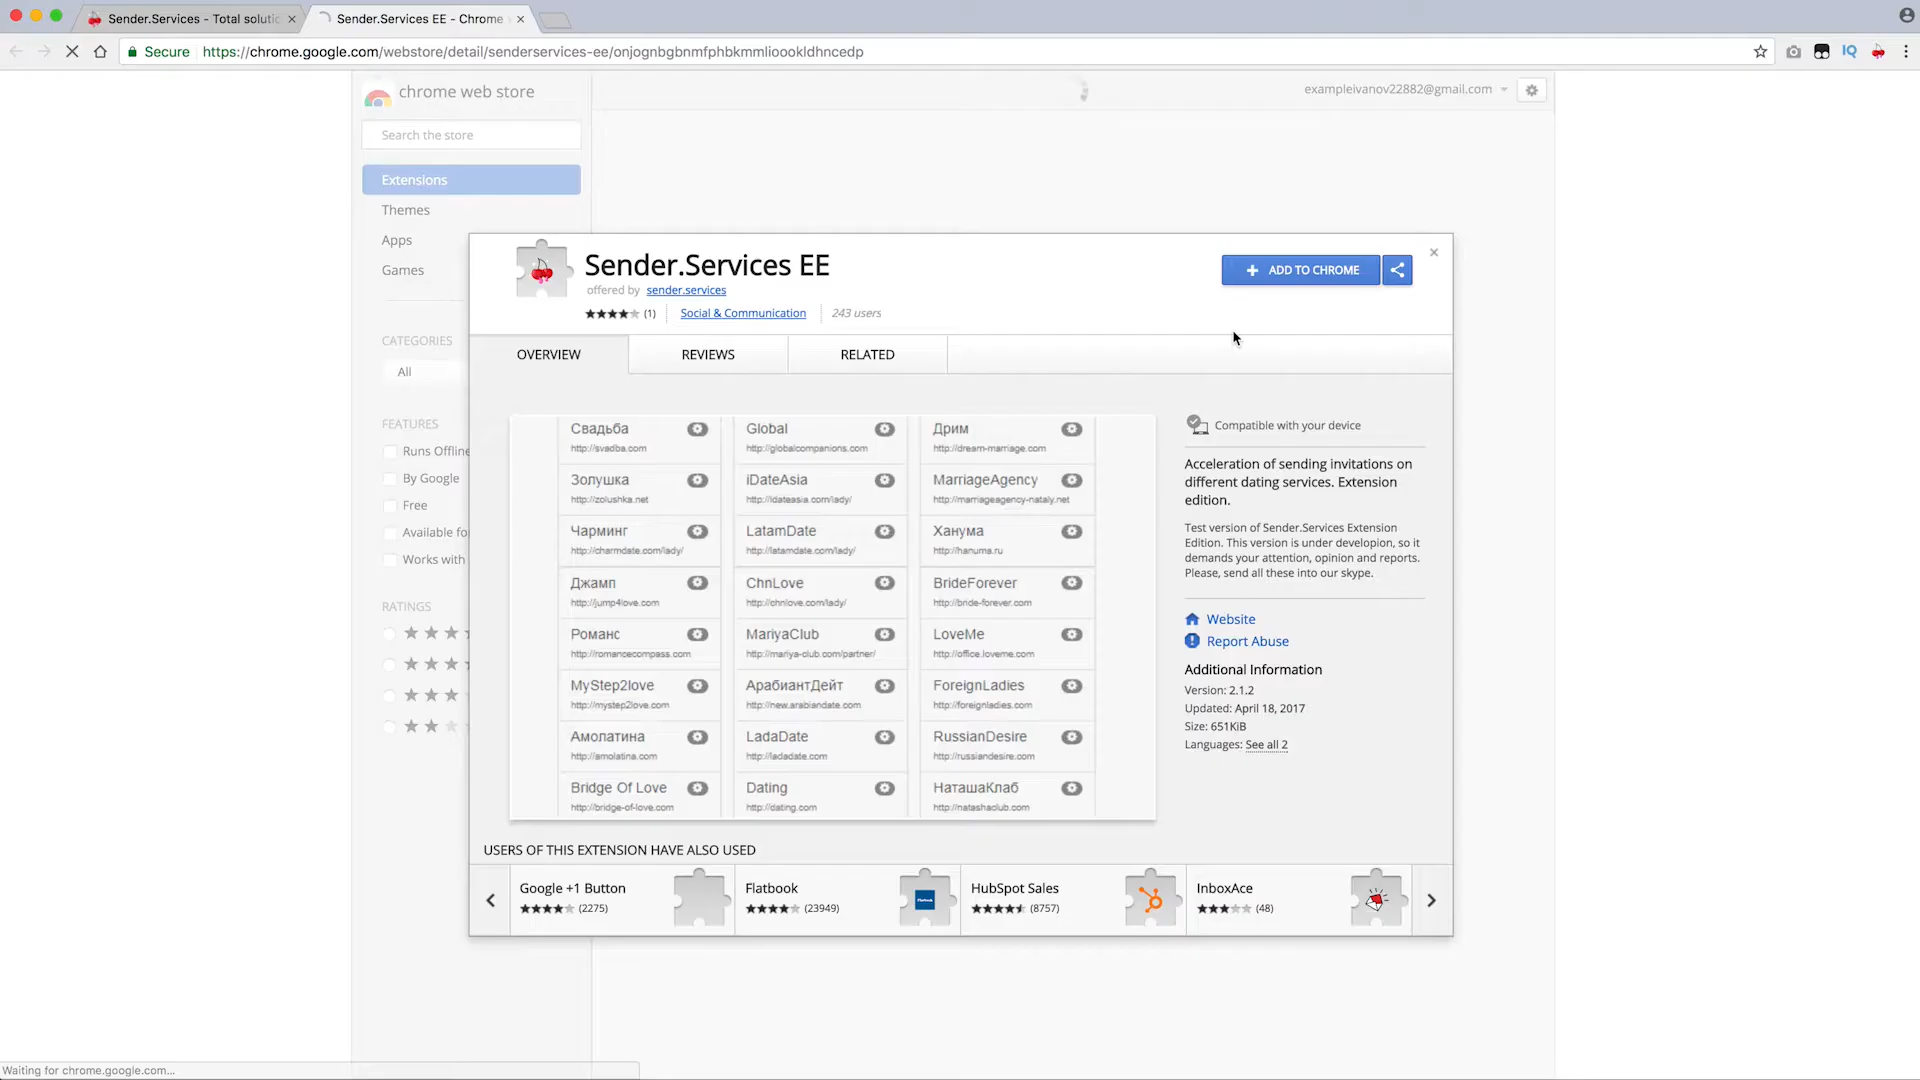 Sender.Services - Total solutio
Sender.Services EE - Chrome
Secure https://chrome.google.com/webstore/detail/senderservices-ee/onjognbgbnmfphbkmmlioookldhncedp
IQ
chrome web store
exampleivanov22882@gmail.com
Search the store
Extensions
Themes
Apps
Games
CATEGORIES
All
FEATURES
Runs Offline
By Google
Free
Available fo
Works with
RATINGS
Sender.Services EE
offered by sender.services
(1) Social & Communication 243 users
ADD TO CHROME
OVERVIEW REVIEWS RELATED
Свадьба
http://svadba.com
Global
http://globalcompanions.com
Дрим
http://dream-marriage.com
Золушка
http://zolushka.net
iDateAsia
http://idateasia.com/lady/
MarriageAgency
http://marriageagency-nataly.net
Чарминг
http://charmdate.com/lady/
LatamDate
http://latamdate.com/lady/
Ханума
http://hanuma.ru
Джамп
http://jump4love.com
ChnLove
http://chnlove.com/lady/
BrideForever
http://bride-forever.com
Романс
http://romancecompass.com
MariyaClub
http://mariya-club.com/partner/
LoveMe
http://office.loveme.com
MyStep2love
http://mystep2love.com
АрабиантДейт
http://new.arabiandate.com
ForeignLadies
http://foreignladies.com
Амолатина
http://amolatina.com
LadaDate
http://ladadate.com
RussianDesire
http://russiandesire.com
Bridge Of Love
http://bridge-of-love.com
Dating
http://dating.com
НаташаКлаб
http://natashaclub.com
Compatible with your device
Acceleration of sending invitations on
different dating services. Extension
edition.
Test version of Sender.Services Extension
Edition. This version is under developion, so it
demands your attention, opinion and reports.
Please, send all these into our skype.
Website
Report Abuse
Additional Information
Version: 2.1.2
Updated: April 18, 2017
Size: 651KiB
Languages: See all 2
USERS OF THIS EXTENSION HAVE ALSO USED
Google +1 Button
(2275)
Flatbook
(23949)
Flatbook
HubSpot Sales
(8757)
InboxAce
(48)
Waiting for chrome.google.com...